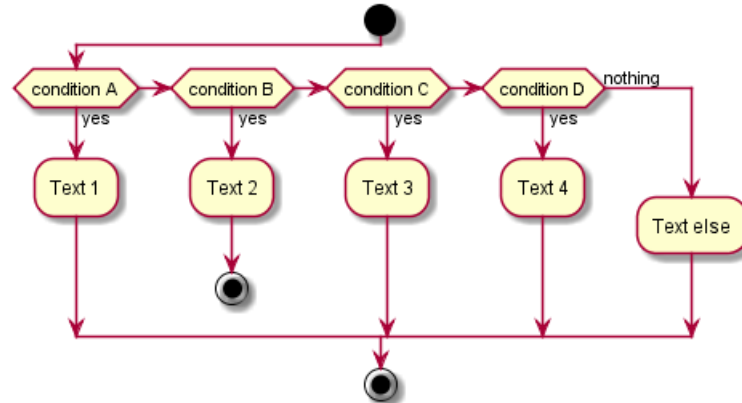 condition A
condition B
condition C
condition D
nothing
yes
yes
yes
yes
Text 1
Text 2
Text 3
Text 4
Text else